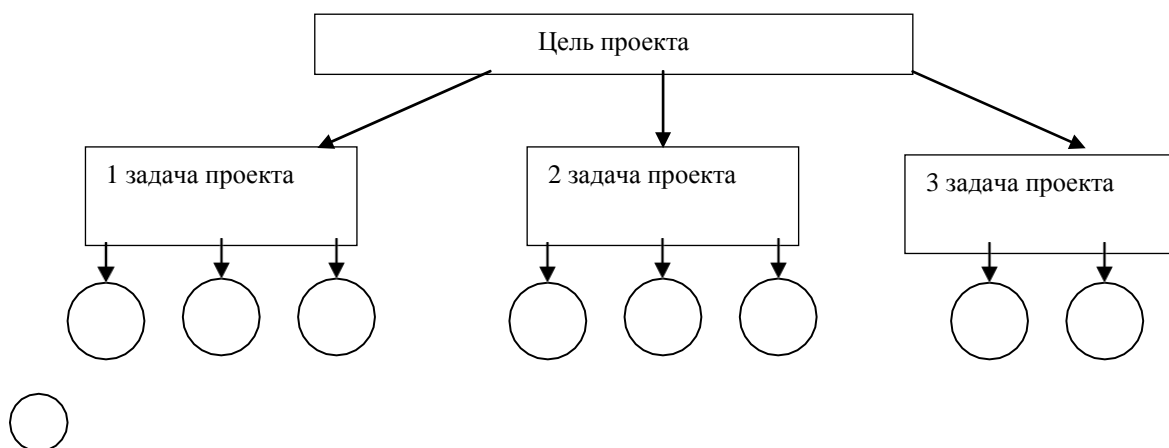 Цель проекта
1 задача проекта
2 задача проекта
3 задача проекта